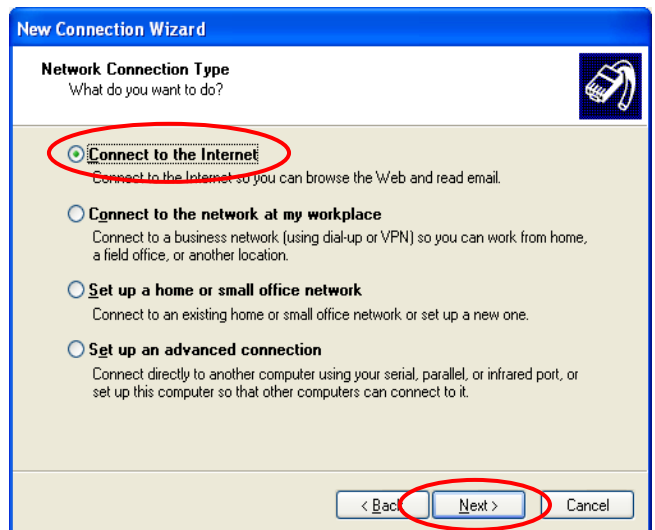 New Connection Wizard
Network Connection Type
What do you want to do?
Connect to the Internet
Connect to the Internet so you can browse the Web and read email.
Connect to the network at my workplace
Connect to a business network (using dial-up or VPN) so you can work from home,
a field office, or another location.
Set up a home or small office network
Connect to an existing home or small office network or set up a new one.
Set up an advanced connection
Connect directly to another computer using your serial, parallel, or infrared port, or
set up this computer so that other computers can connect to it.
< Back
Next >
Cancel